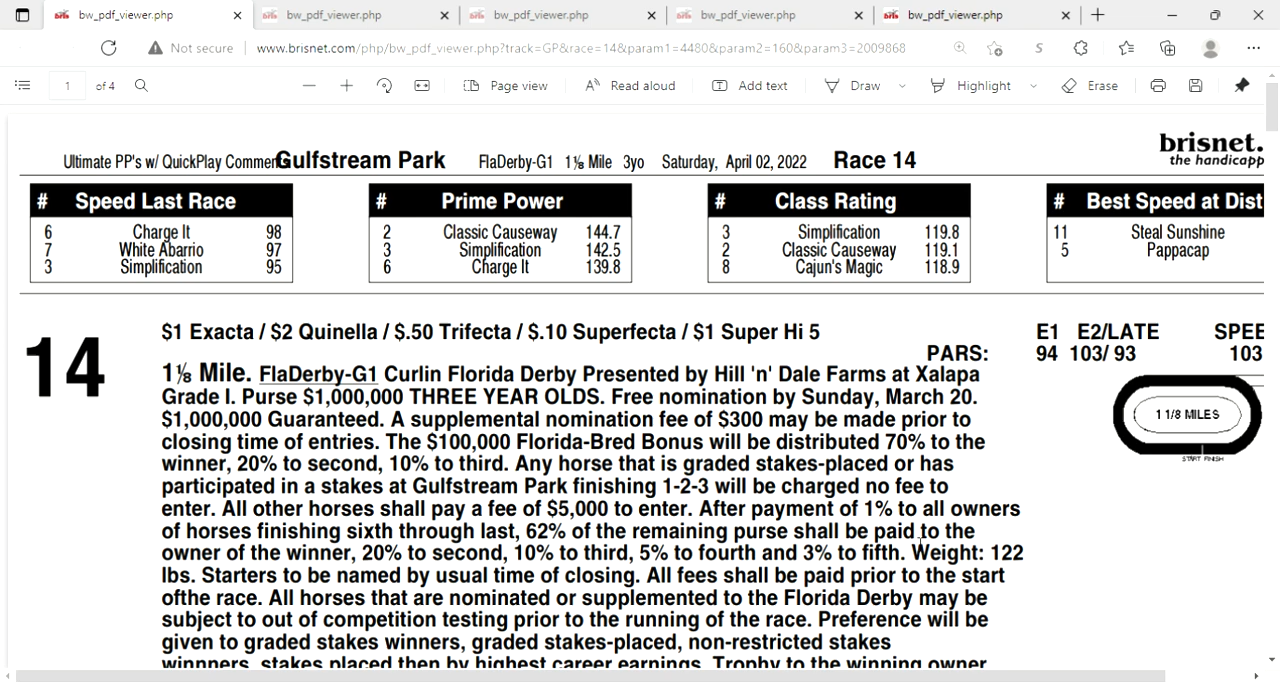 bw_pdf_viewer.php
bw_pdf_viewer.php
bw_pdf_viewer.php
bw_pdf_viewer.php
bw_pdf_viewer.php
Not secure
www.brisnet.com/php/bw_pdf_viewer.php?track=GP&race=14&param1=4480&param2=160&param3=2009868
1 of 4 Page view Read aloud Add text Draw Highlight Erase
Ultimate PP's w/ QuickPlay Comments Gulfstream Park FlaDerby-G1 1⅛ Mile 3yo Saturday, April 02, 2022 Race 14
brisnet.
the handicapp
# Speed Last Race
6 Charge It 98
7 White Abarrio 97
3 Simplification 95
# Prime Power
2 Classic Causeway 144.7
3 Simplification 142.5
6 Charge It 139.8
# Class Rating
3 Simplification 119.8
2 Classic Causeway 119.1
8 Cajun's Magic 118.9
# Best Speed at Dist
11 Steal Sunshine
5 Pappacap
14
$1 Exacta / $2 Quinella / $.50 Trifecta / $.10 Superfecta / $1 Super Hi 5
E1 E2/LATE SPEE
PARS: 94 103/ 93 103
1⅛ Mile. FlaDerby-G1 Curlin Florida Derby Presented by Hill 'n' Dale Farms at Xalapa
Grade I. Purse $1,000,000 THREE YEAR OLDS. Free nomination by Sunday, March 20.
$1,000,000 Guaranteed. A supplemental nomination fee of $300 may be made prior to
closing time of entries. The $100,000 Florida-Bred Bonus will be distributed 70% to the
winner, 20% to second, 10% to third. Any horse that is graded stakes-placed or has
participated in a stakes at Gulfstream Park finishing 1-2-3 will be charged no fee to
enter. All other horses shall pay a fee of $5,000 to enter. After payment of 1% to all owners
of horses finishing sixth through last, 62% of the remaining purse shall be paid to the
owner of the winner, 20% to second, 10% to third, 5% to fourth and 3% to fifth. Weight: 122
lbs. Starters to be named by usual time of closing. All fees shall be paid prior to the start
ofthe race. All horses that are nominated or supplemented to the Florida Derby may be
subject to out of competition testing prior to the running of the race. Preference will be
given to graded stakes winners, graded stakes-placed, non-restricted stakes
winnners, stakes placed then by highest career earnings. Trophy to the winning owner
1 1/8 MILES
START FINISH